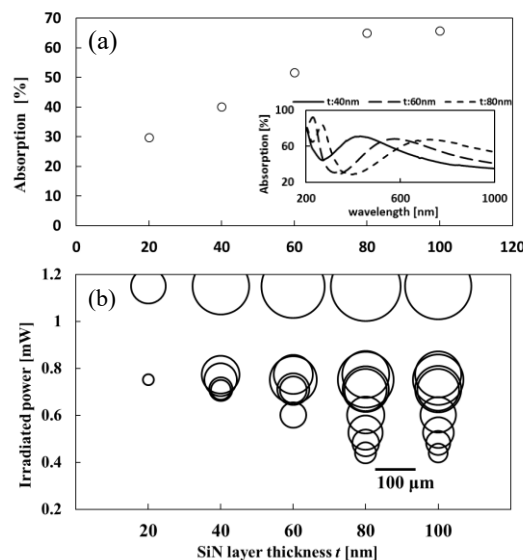 (a)
Absorption [%]
70
60
50
40
30
20
10
0
0 20 40 60 80 100 120
t:40nm t:60nm t:80nm
Absorption [%]
100
60
20
200 600 1000
wavelength [nm]
(b)
Irradiated power [mW]
1.2
1
0.8
0.6
0.4
0.2
100 μm
20 40 60 80 100
SiN layer thickness t [nm]